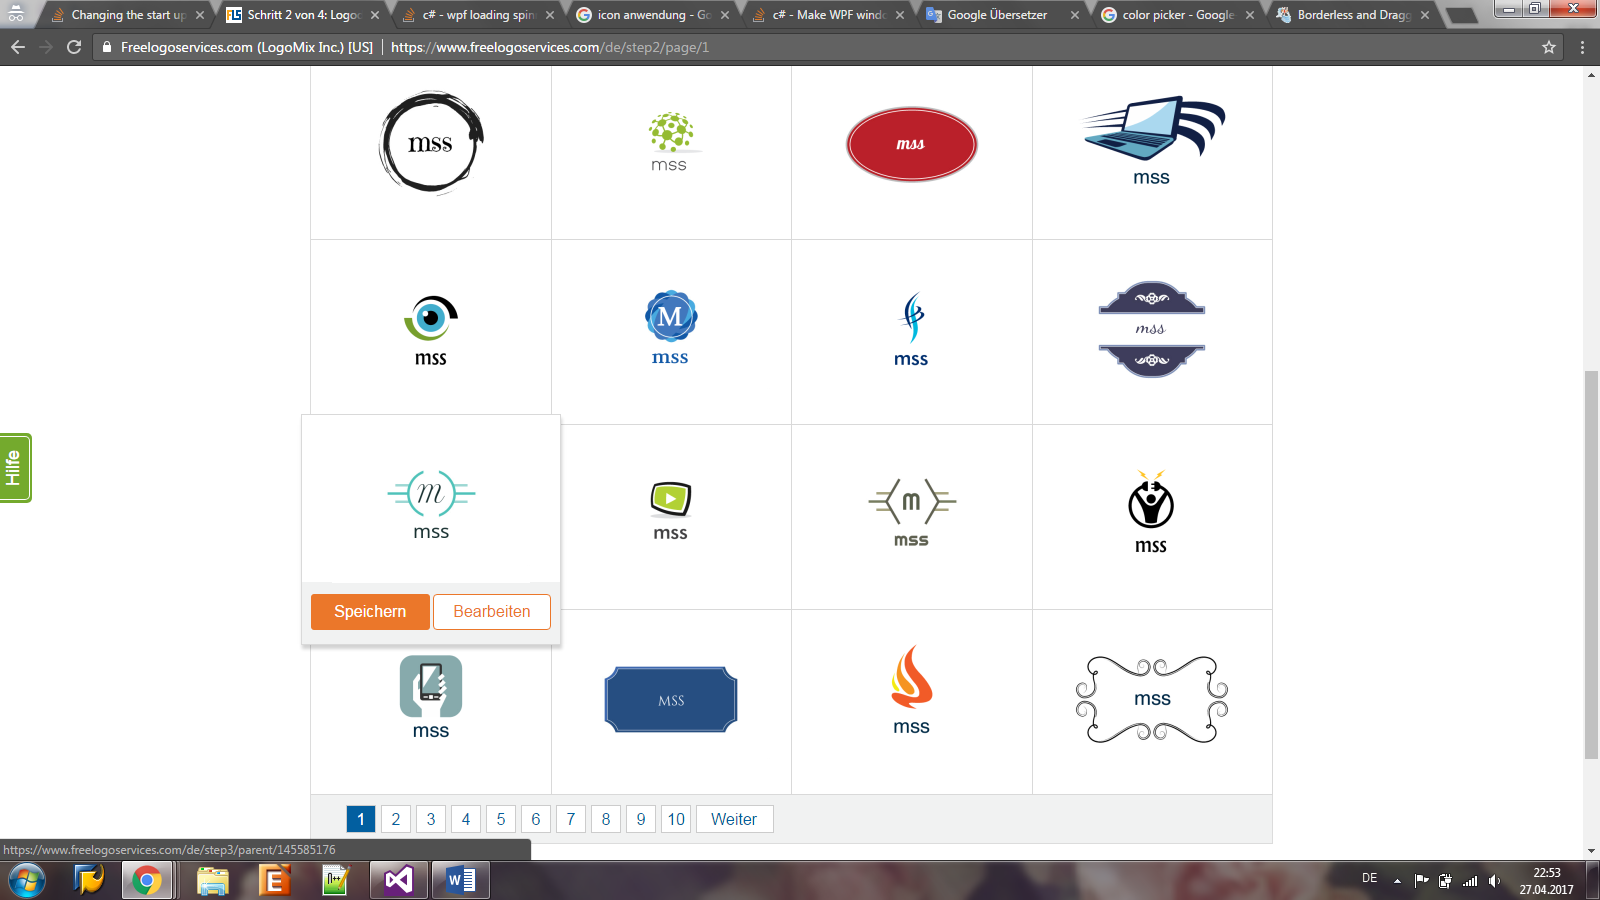 Changing the start up
Schritt 2 von 4: Logo
c# - wpf loading spin
icon anwendung - Go
c# - Make WPF wind
Google Übersetzer
color picker - Google
Borderless and Dragg
Freelogoservices.com (LogoMix Inc.) [US]
https://www.freelogoservices.com/de/step2/page/1
mss
mss
mss
mss
mss
M
mss
mss
mss
Hilfe
m
mss
mss
m
mss
mss
Speichern
Bearbeiten
mss
MSS
mss
mss
1 2 3 4 5 6 7 8 9 10 Weiter
https://www.freelogoservices.com/de/step3/parent/145585176
DE
22:53
27.04.2017